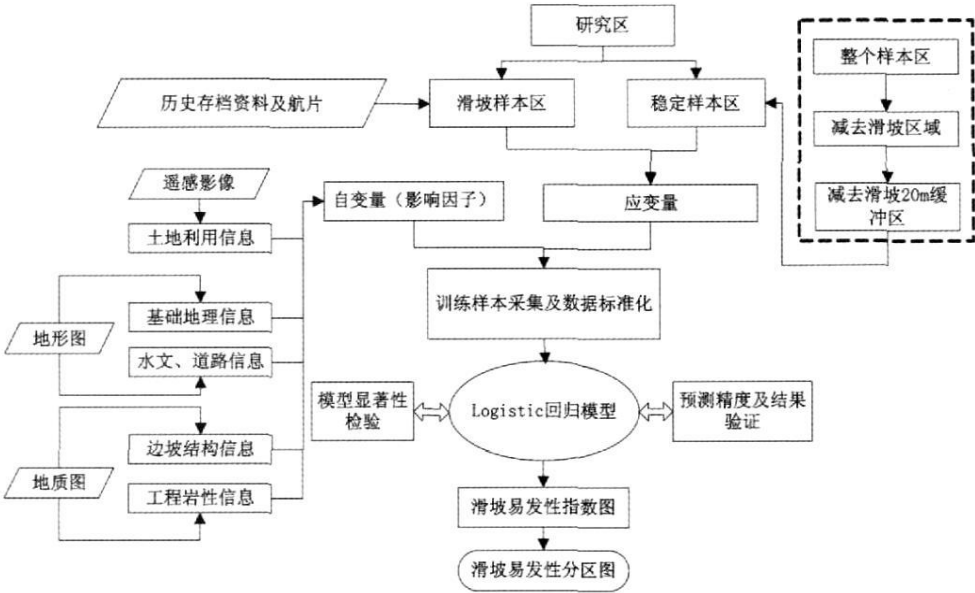 研究区
整个样本区
历史存档资料及航片
滑坡样本区
稳定样本区
减去滑坡区域
遥感影像
自变量（影响因子）
应变量
减去滑坡20m缓
冲区
土地利用信息
训练样本采集及数据标准化
基础地理信息
地形图
水文、道路信息
模型显著性
检验
Logistic回归模型
预测精度及结果
验证
边坡结构信息
地质图
工程岩性信息
滑坡易发性指数图
滑坡易发性分区图